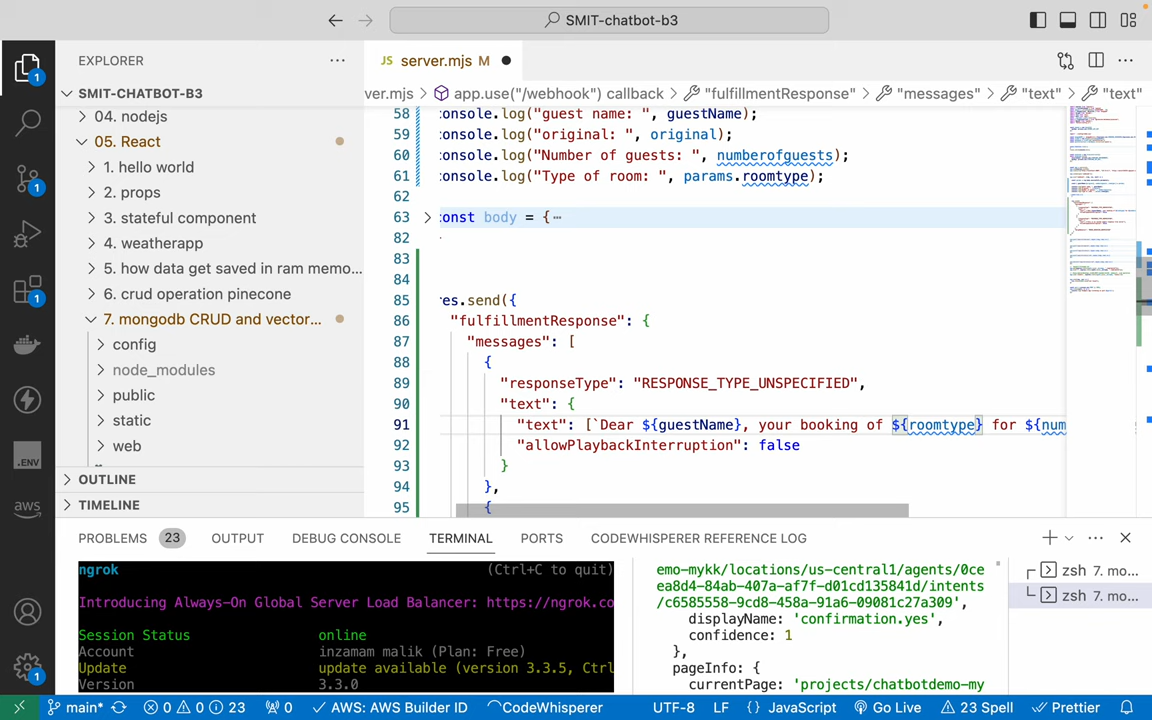 SMIT-chatbot-b3
EXPLORER
SMIT-CHATBOT-B3
04. nodejs
05. React
1. hello world
2. props
3. stateful component
4. weatherapp
5. how data get saved in ram memo...
6. crud operation pinecone
7. mongodb CRUD and vector...
config
node_modules
public
static
web
OUTLINE
TIMELINE
1
1
1
.ENV
aws
1
JS server.mjs M
ver.mjs > app.use("/webhook") callback > "fulfillmentResponse" > "messages" > "text" > "text"
58 :onsole.log("guest name: ", guestName);
59 :onsole.log("original: ", original);
60 :onsole.log("Number of guests: ", numberofguests);
61 :onsole.log("Type of room: ", params.roomtype);
62
63 :onst body = {⋯
82
83
84
85 res.send({
86 "fulfillmentResponse": {
87 "messages": [
88 {
89 "responseType": "RESPONSE_TYPE_UNSPECIFIED",
90 "text": {
91 "text": [`Dear ${guestName}, your booking of ${roomtype} for ${num
92 "allowPlaybackInterruption": false
93 }
94 },
95 {
PROBLEMS 23 OUTPUT DEBUG CONSOLE TERMINAL PORTS CODEWHISPERER REFERENCE LOG
ngrok (Ctrl+C to quit)
Introducing Always-On Global Server Load Balancer: https://ngrok.co
Session Status online
Account inzamam malik (Plan: Free)
Update update available (version 3.3.5, Ctrl
Version 3.3.0
emo-mykk/locations/us-central1/agents/0ce
ea8d4-84ab-407a-af7f-d01cd135841d/intents
/c6585558-9cd8-458a-91a6-09081c27a309',
displayName: 'confirmation.yes',
confidence: 1
},
pageInfo: {
currentPage: 'projects/chatbotdemo-my
zsh 7. mo...
zsh 7. mo...
main* 0 0 23 0 AWS: AWS Builder ID CodeWhisperer UTF-8 LF {} JavaScript Go Live 23 Spell Prettier